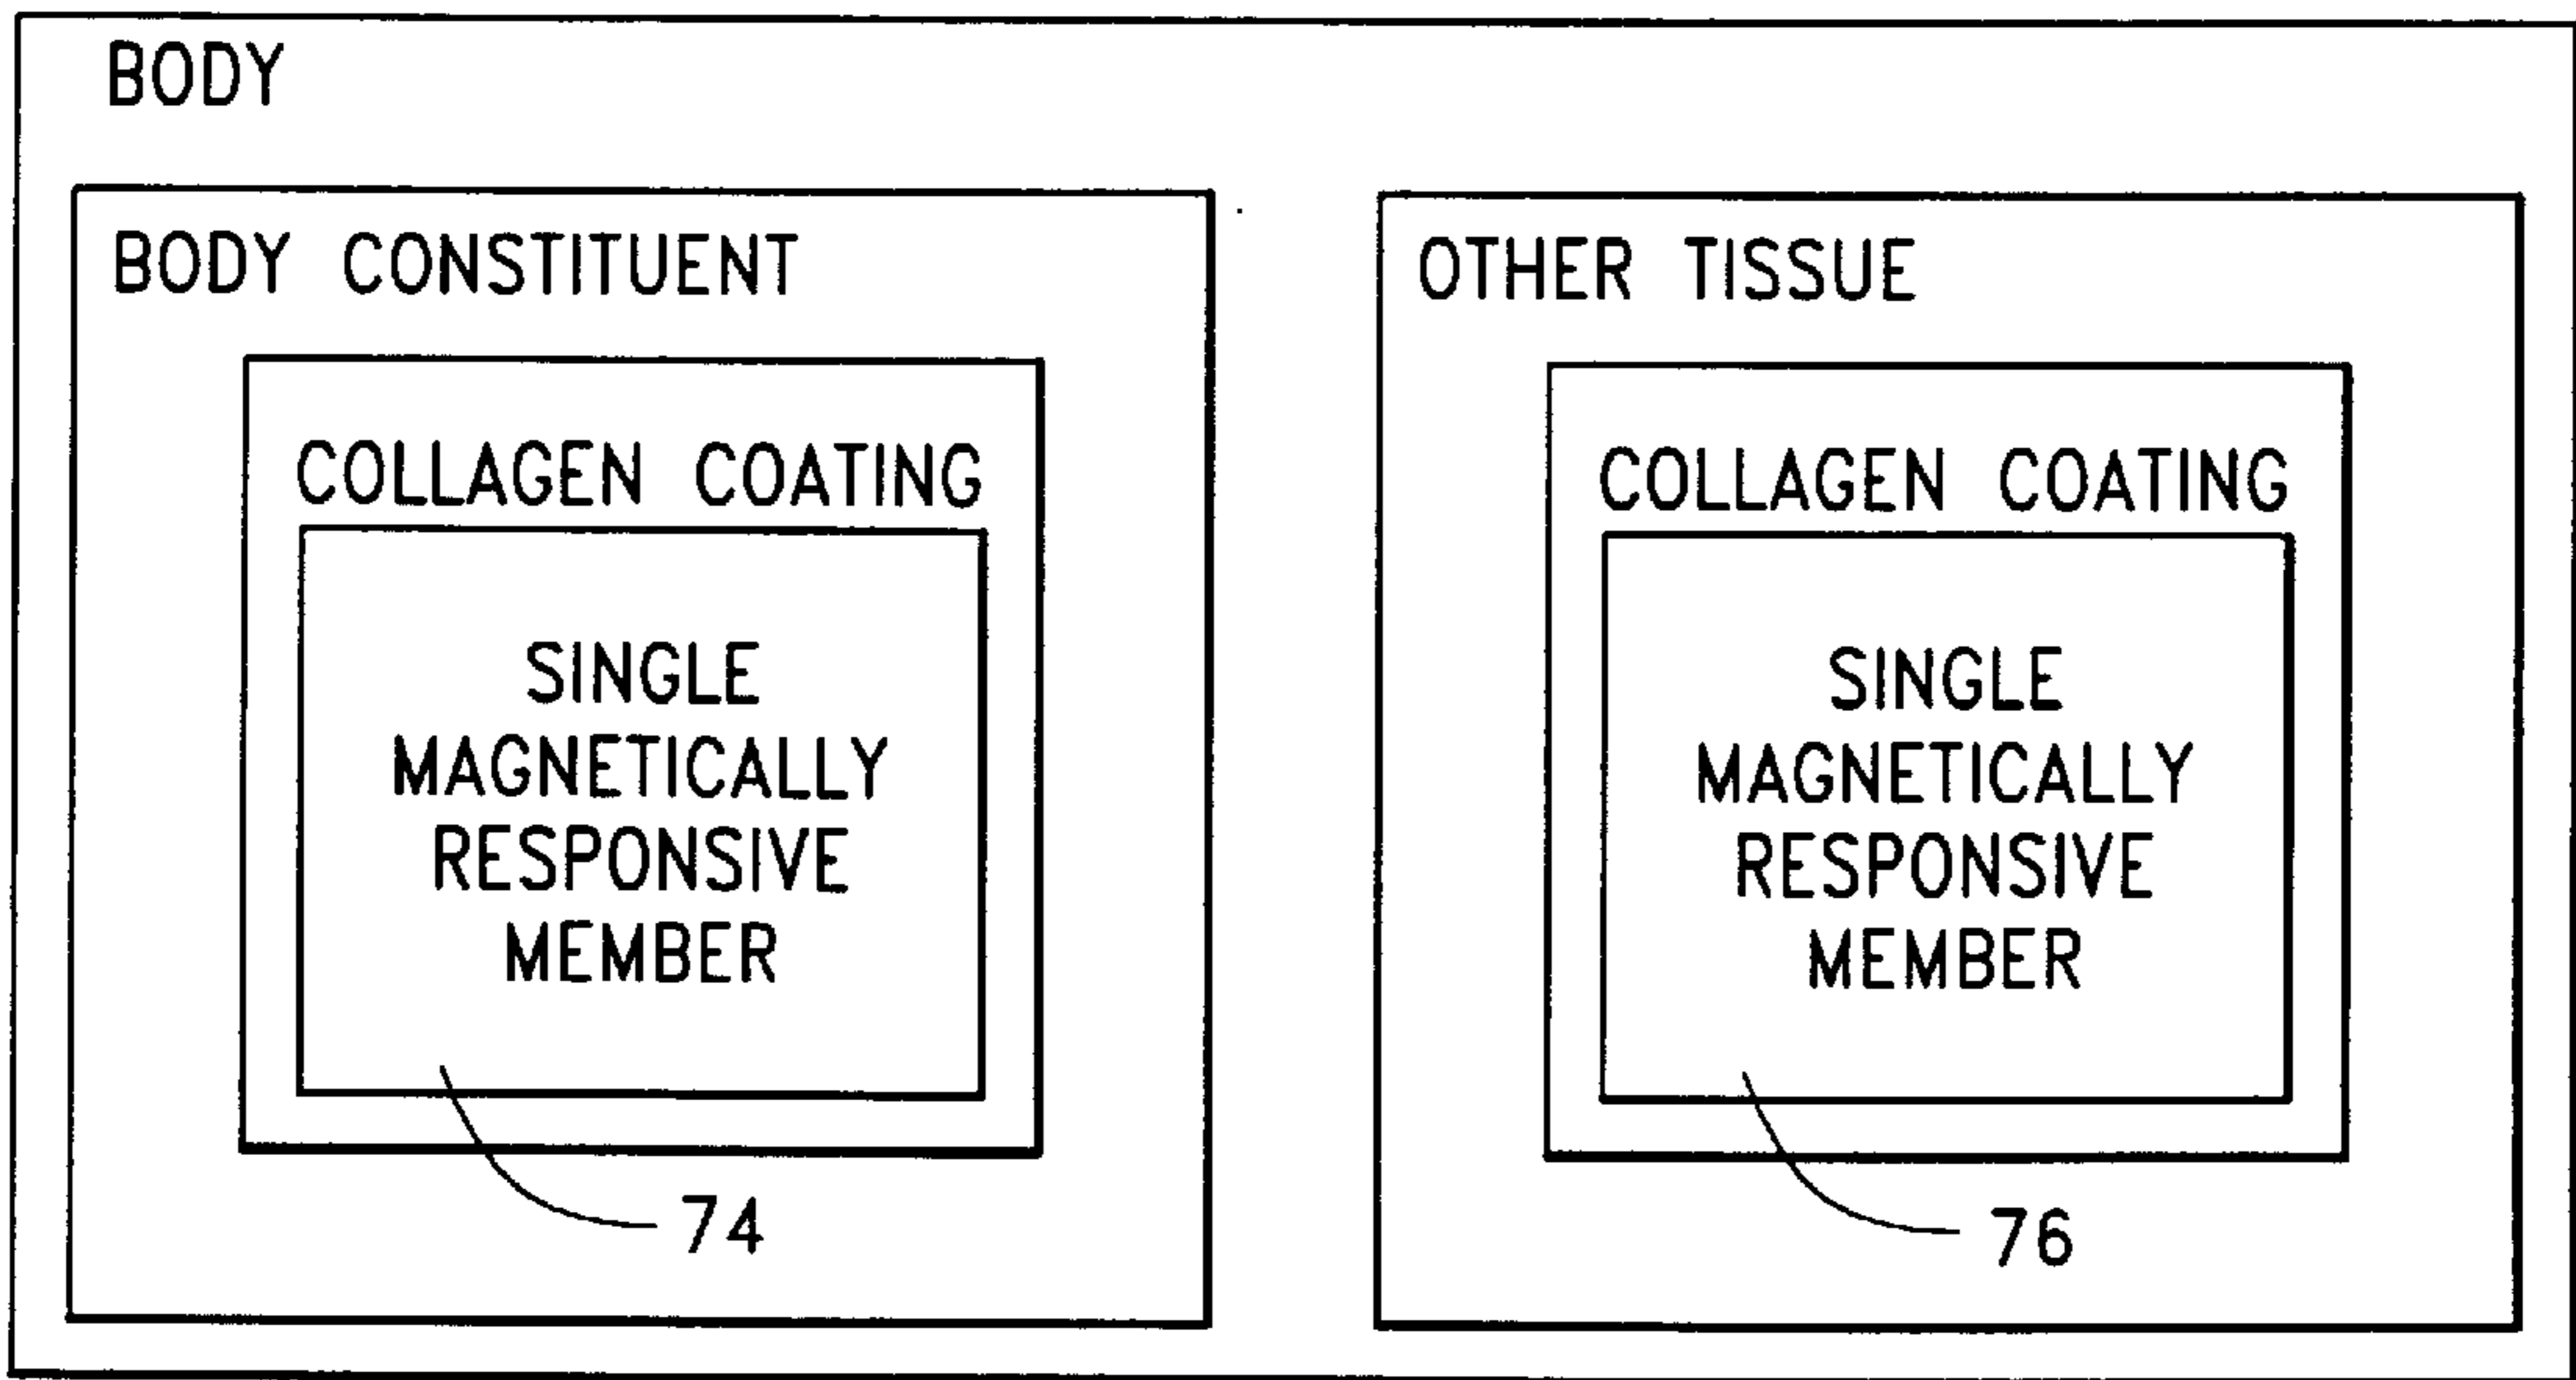 BODY
BODY CONSTITUENT
COLLAGEN COATING
SINGLE
MAGNETICALLY
RESPONSIVE
MEMBER
74
OTHER TISSUE
COLLAGEN COATING
SINGLE
MAGNETICALLY
RESPONSIVE
MEMBER
76